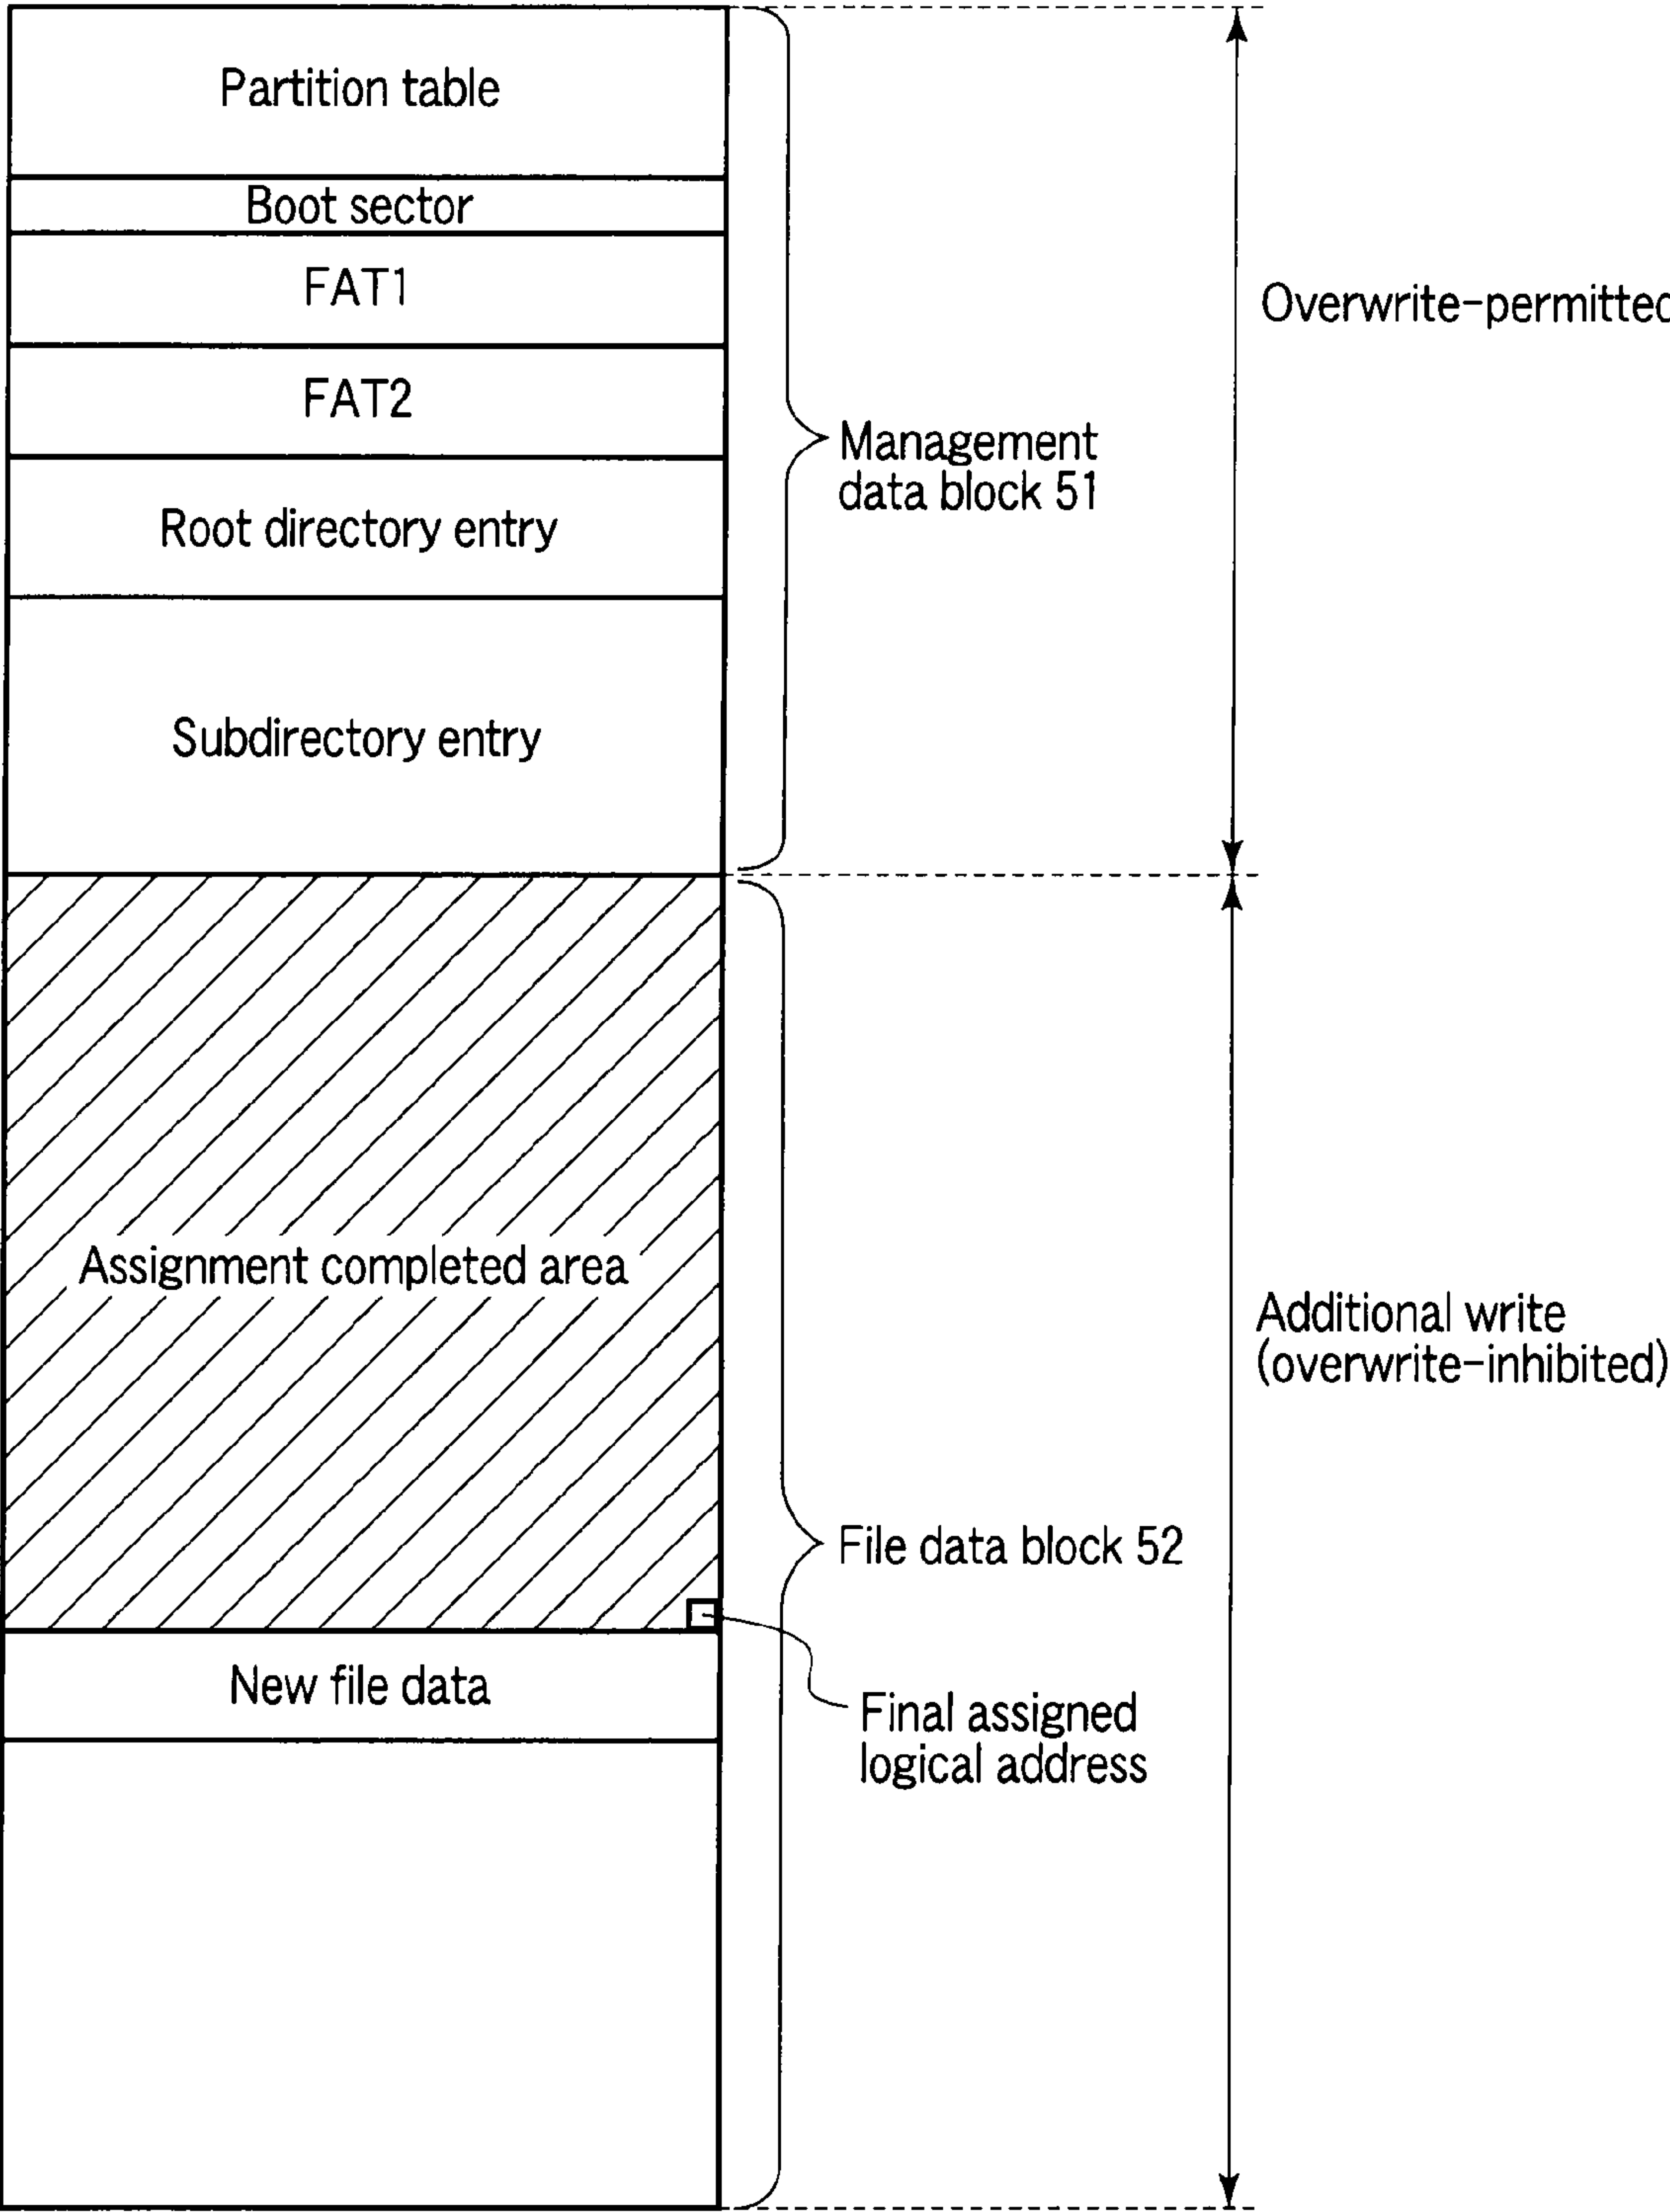 Partition table
Boot sector
FAT1
FAT2
Root directory entry
Subdirectory entry
Management
data block 51
Overwrite-permitted
Assignment completed area
Additional write
(overwrite-inhibited)
File data block 52
New file data
Final assigned
logical address